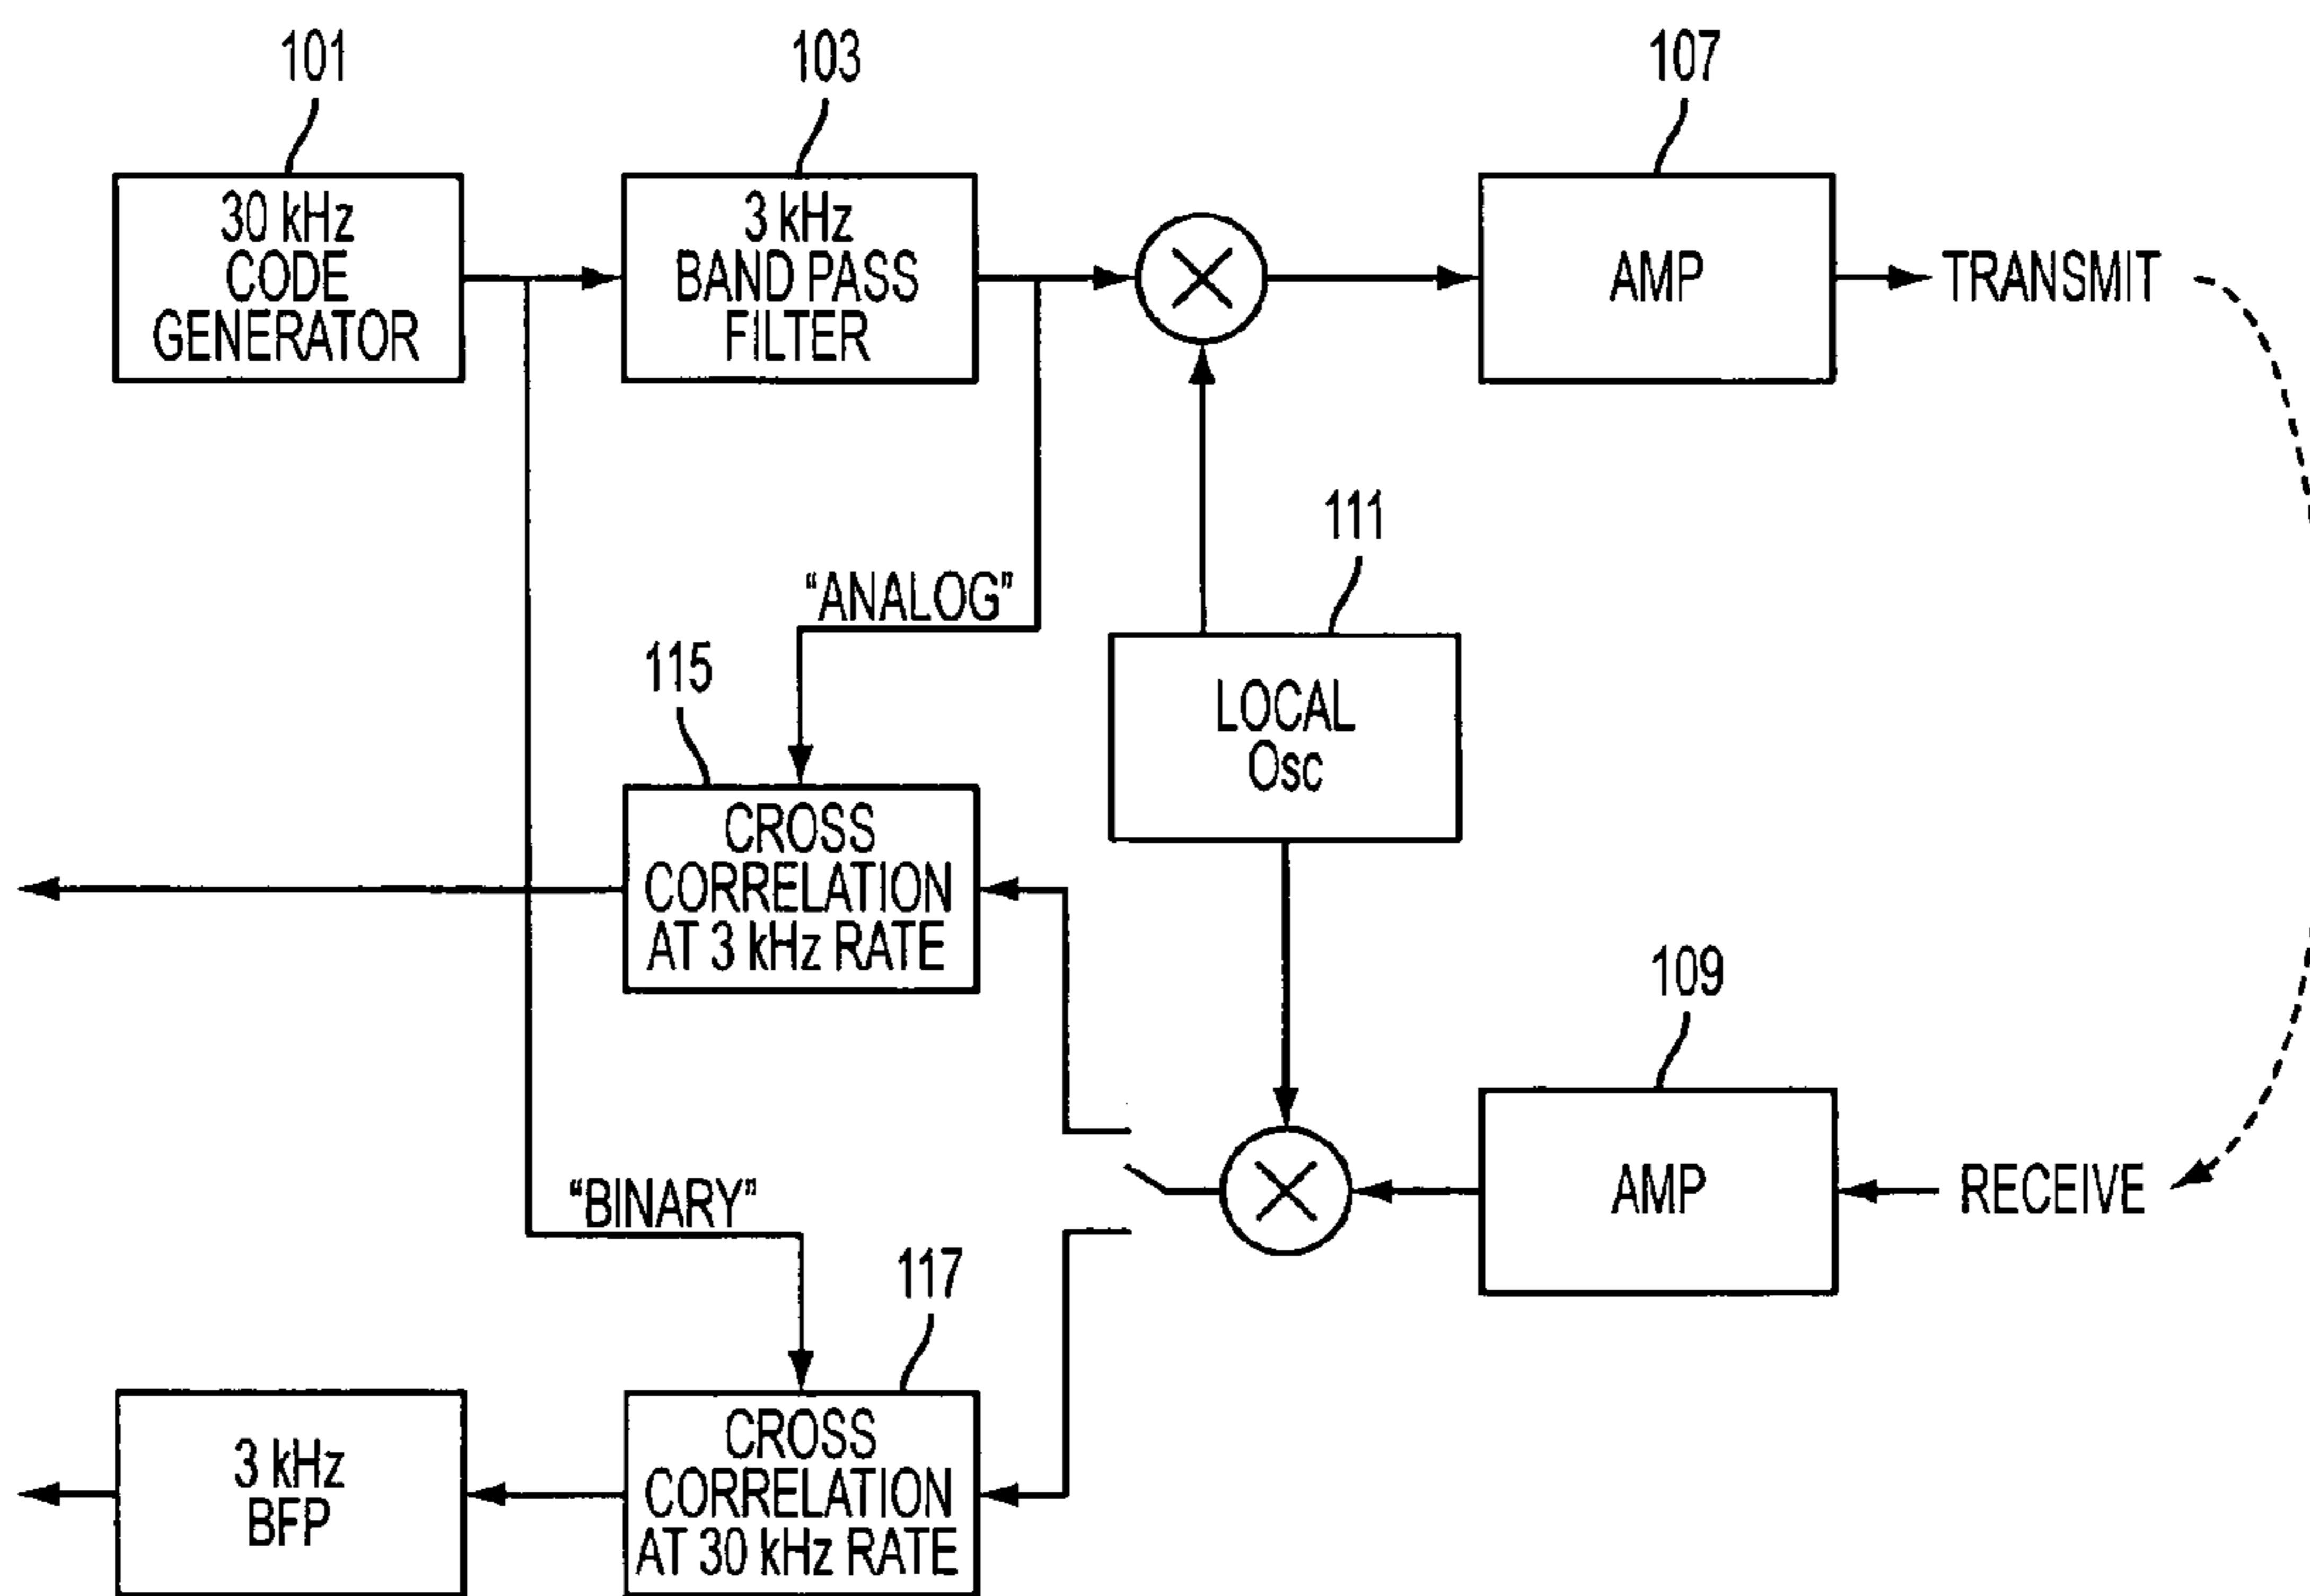 101
103
107
30 kHz
CODE
GENERATOR
3 kHz
BAND PASS
FILTER
AMP
TRANSMIT
111
"ANALOG"
115
LOCAL
Osc
CROSS
CORRELATION
AT 3 kHz RATE
109
AMP
RECEIVE
"BINARY"
117
3 kHz
BFP
CROSS
CORRELATION
AT 30 kHz RATE